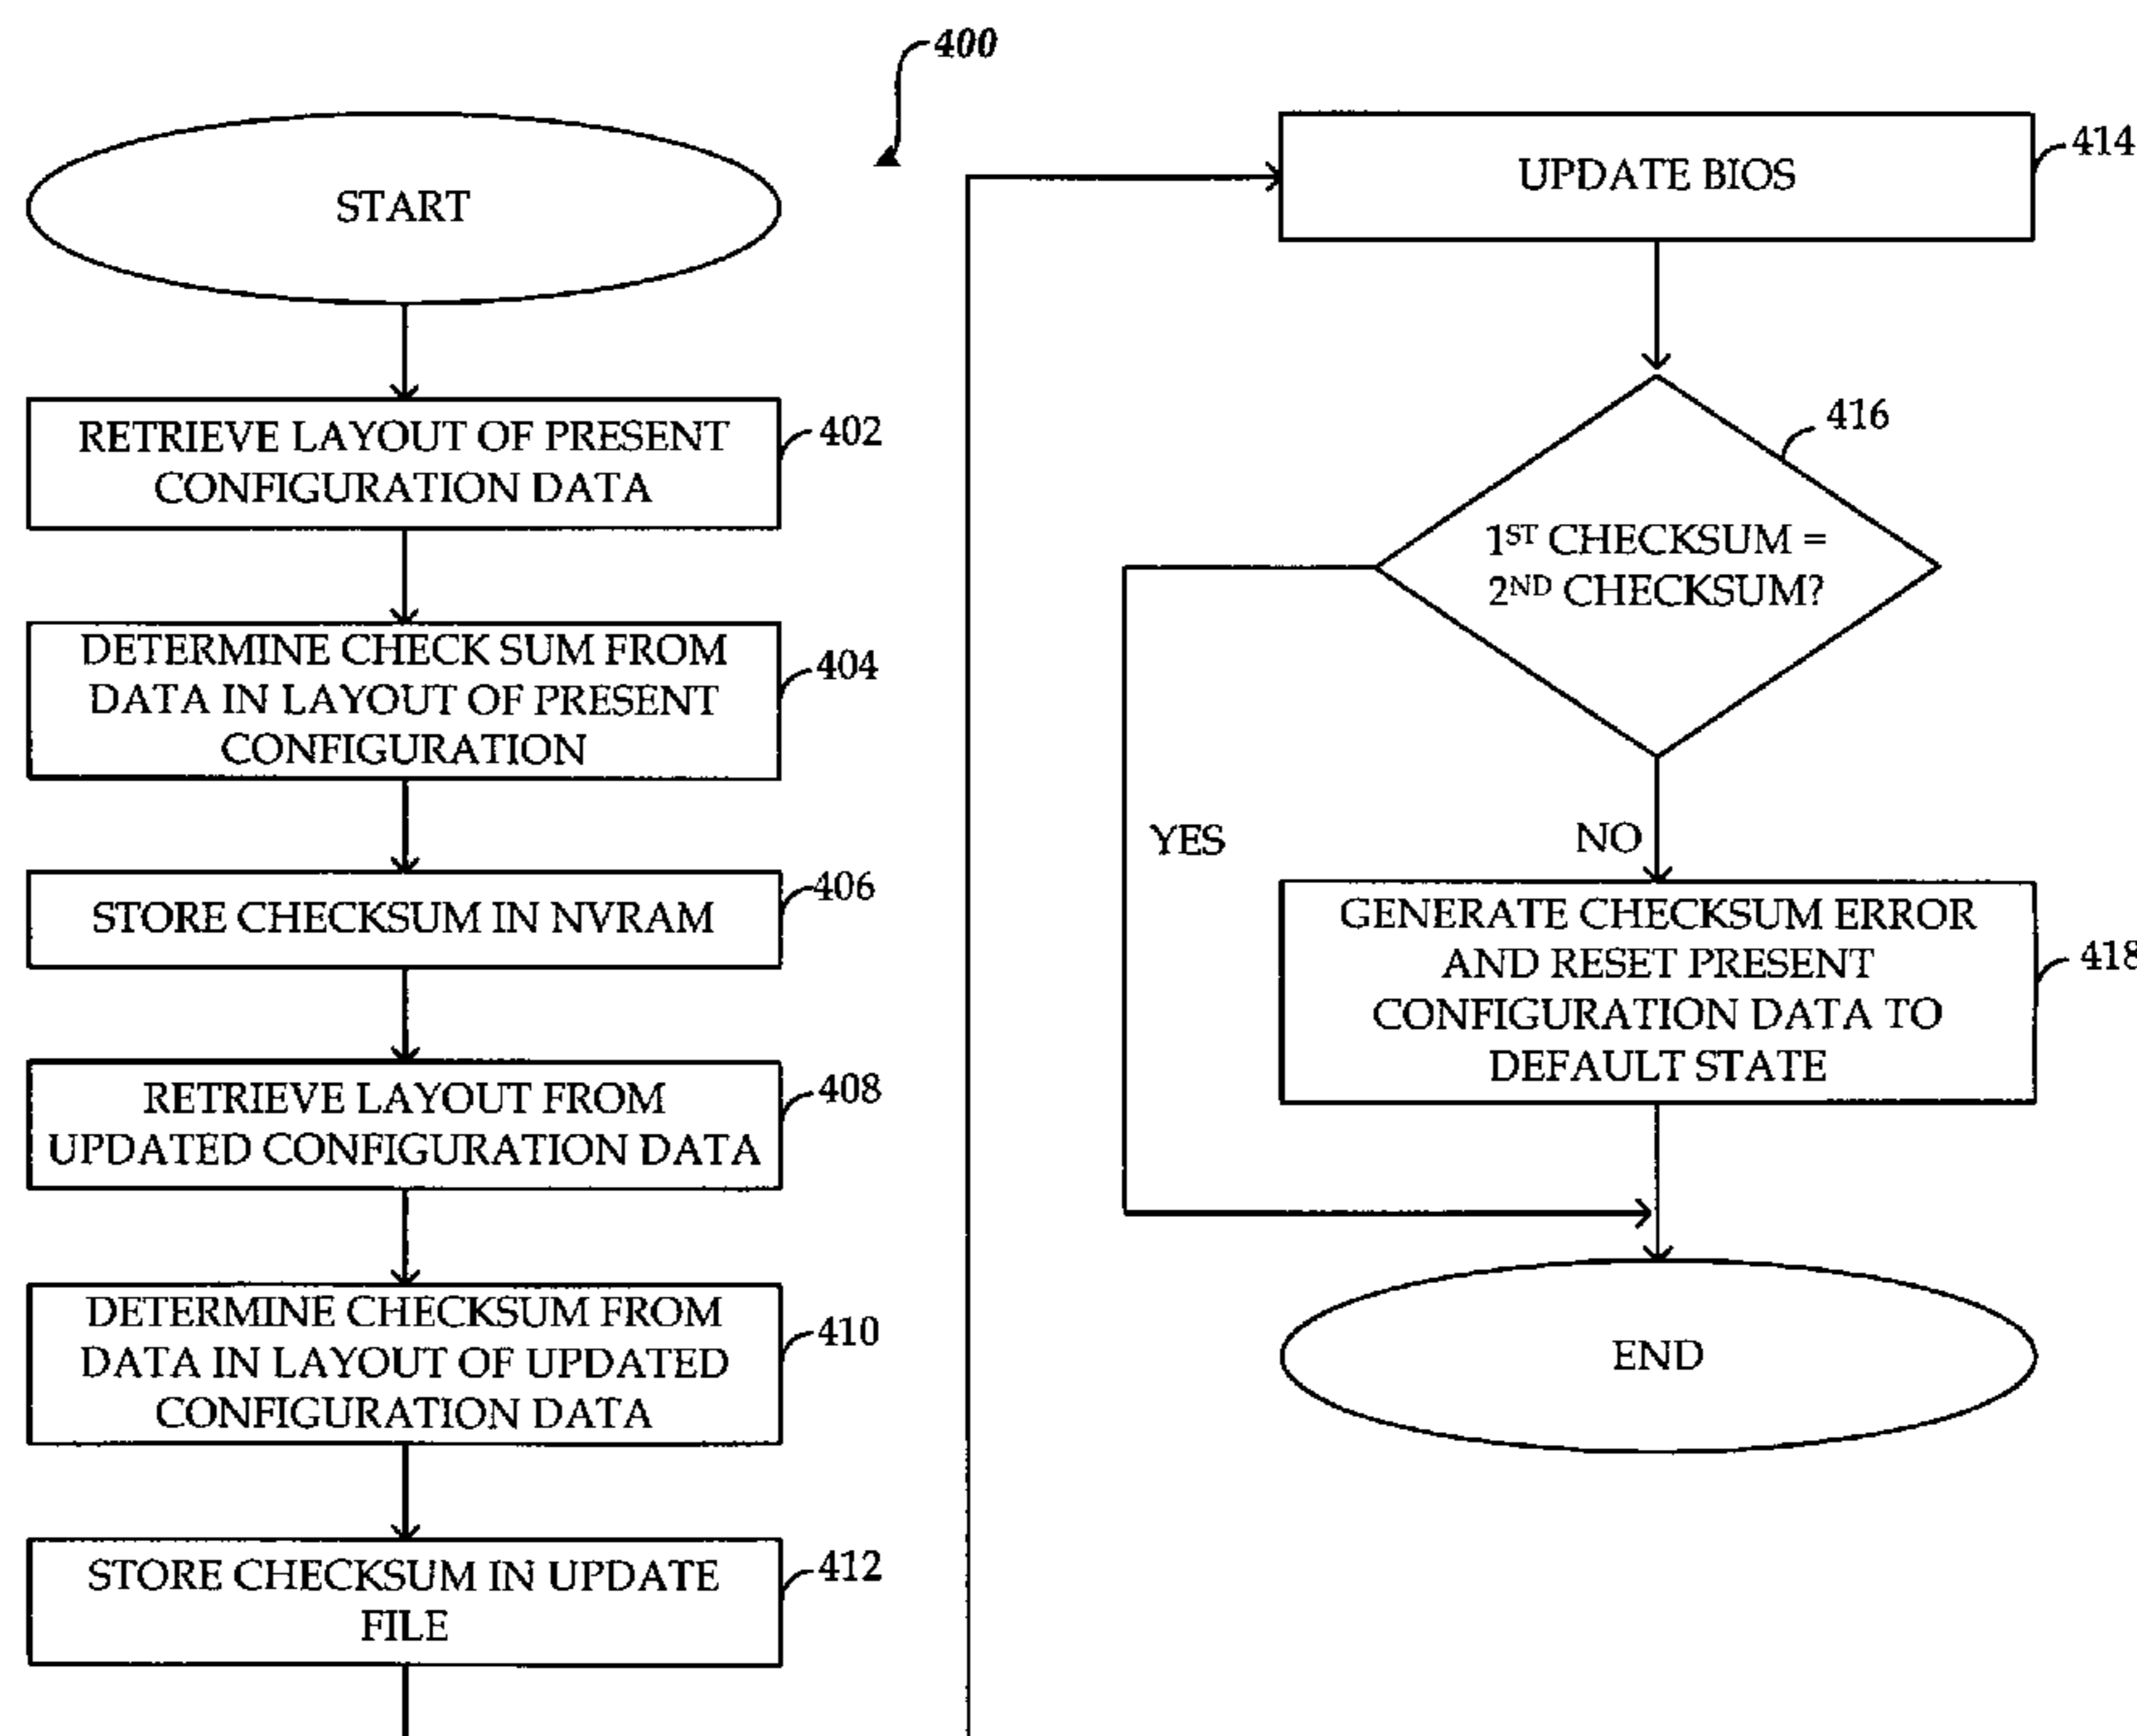 400
START
RETRIEVE LAYOUT OF PRESENT
CONFIGURATION DATA
402
DETERMINE CHECK SUM FROM
DATA IN LAYOUT OF PRESENT
CONFIGURATION
404
STORE CHECKSUM IN NVRAM
406
RETRIEVE LAYOUT FROM
UPDATED CONFIGURATION DATA
408
DETERMINE CHECKSUM FROM
DATA IN LAYOUT OF UPDATED
CONFIGURATION DATA
410
STORE CHECKSUM IN UPDATE
FILE
412
UPDATE BIOS
414
1ST CHECKSUM =
2ND CHECKSUM?
416
YES
NO
GENERATE CHECKSUM ERROR
AND RESET PRESENT
CONFIGURATION DATA TO
DEFAULT STATE
418
END